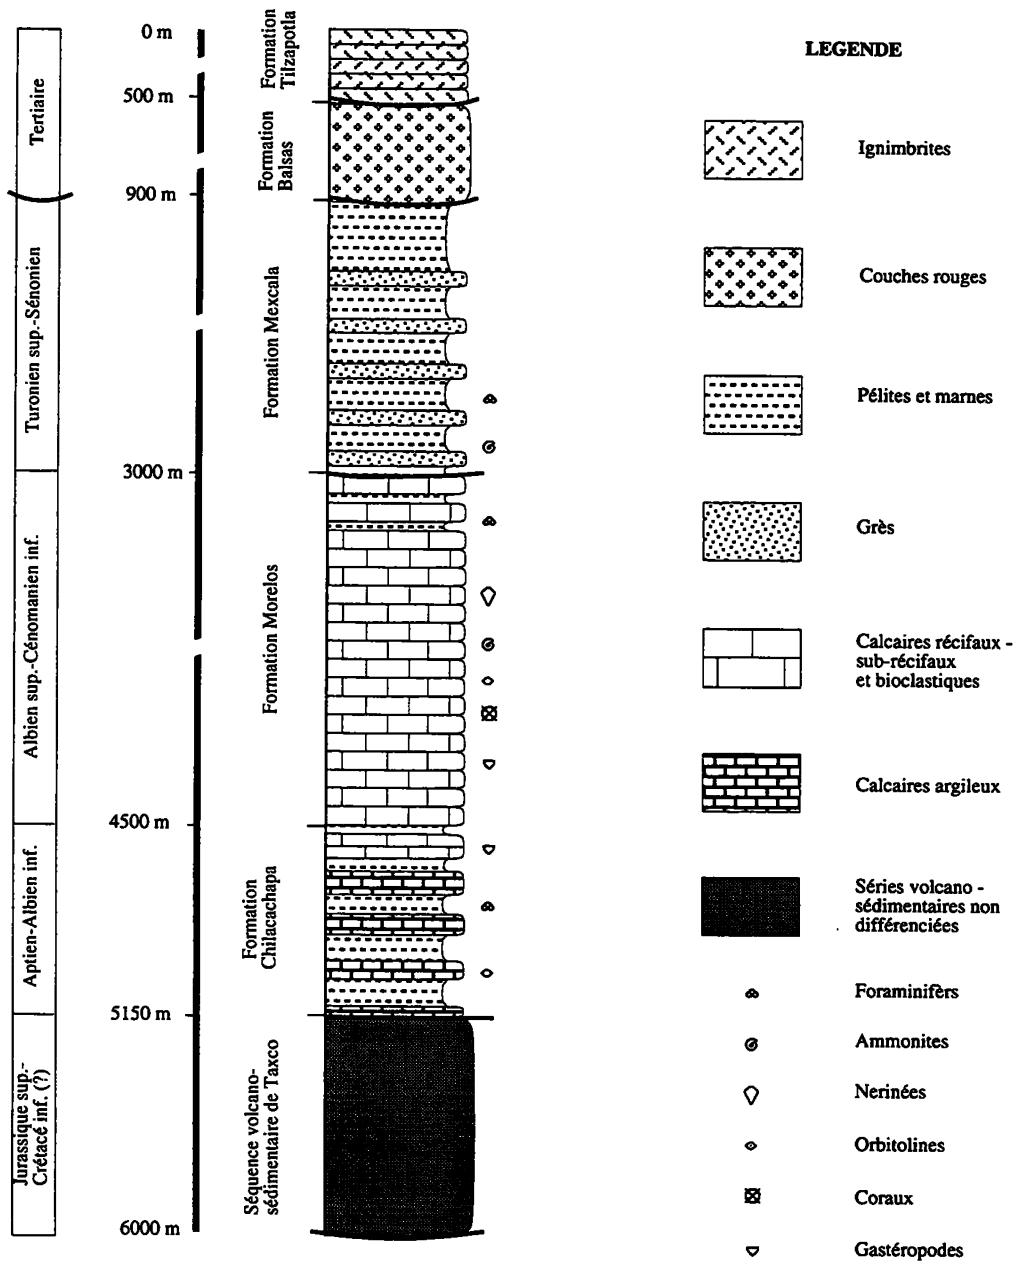 0 m
500 m
900 m
3000 m
4500 m
5150 m
6000 m
Tertiaire
Turonien sup.-Sénonien
Albien sup.-Cénomanien inf.
Aptien-Albien inf.
Jurassique sup.-
Crétacé inf. (?)
Formation
Tilzapotla
Formation
Balsas
Formation Mexcala
Formation Morelos
Formation
Chilacachapa
Séquence volcano-
sédimentaire de Taxco
LEGENDE
Ignimbrites
Couches rouges
Pélites et marnes
Grès
Calcaires récifaux -
sub-récifaux
et bioclastiques
Calcaires argileux
Séries volcano -
sédimentaires non
différenciées
Foraminifèrs
Ammonites
Nerinées
Orbitolines
Coraux
Gastéropodes